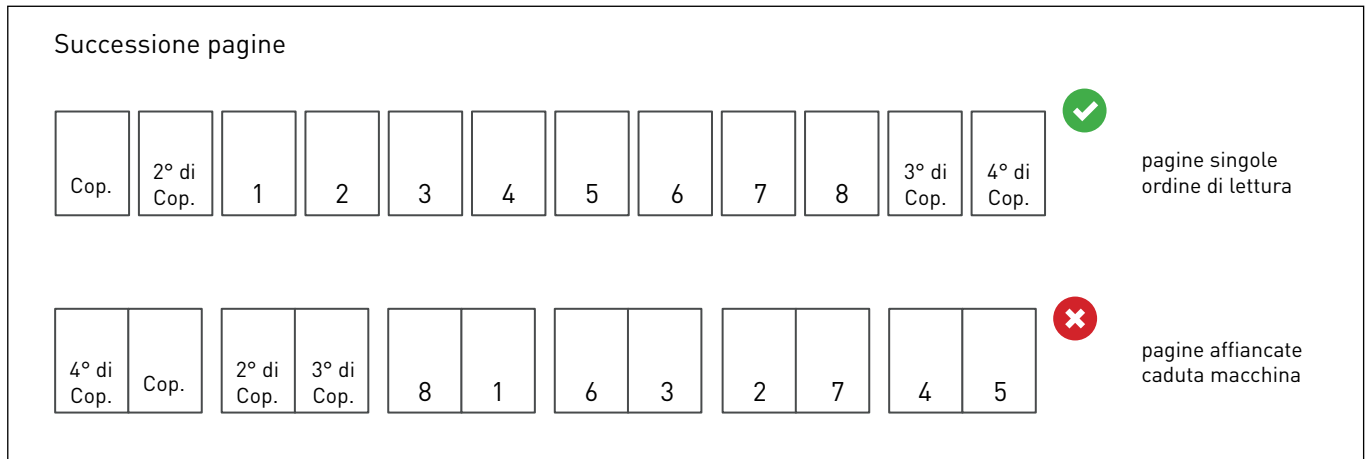 Successione pagine
Cop.
2° di
Cop.
1
2
3
4
5
6
7
8
3° di
Cop.
4° di
Cop.
pagine singole
ordine di lettura
4° di
Cop.
Cop.
2° di
Cop.
3° di
Cop.
8
1
6
3
2
7
4
5
pagine affiancate
caduta macchina